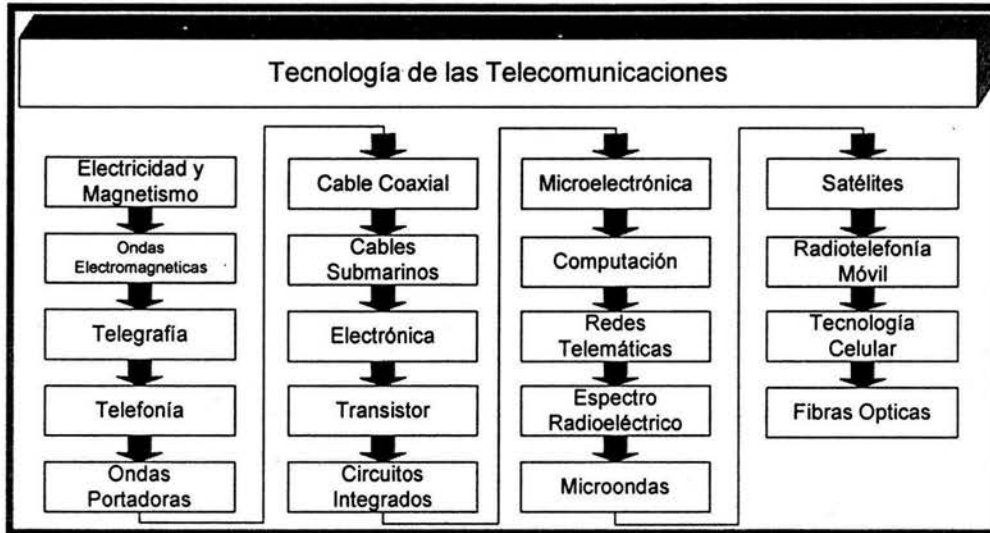 Tecnología de las Telecomunicaciones
Electricidad y
Magnetismo
Ondas
Electromagneticas
Telegrafía
Telefonía
Ondas
Portadoras
Cable Coaxial
Cables
Submarinos
Electrónica
Transistor
Circuitos
Integrados
Microelectrónica
Computación
Redes
Telemáticas
Espectro
Radioeléctrico
Microondas
Satélites
Radiotelefonía
Móvil
Tecnología
Celular
Fibras Opticas